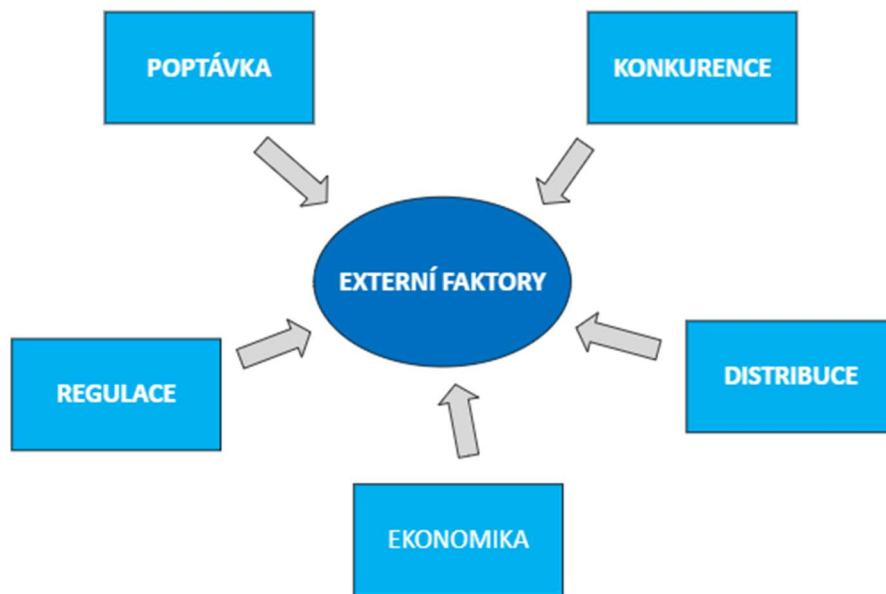 POPTÁVKA
KONKURENCE
EXTERNÍ FAKTORY
REGULACE
DISTRIBUCE
EKONOMIKA